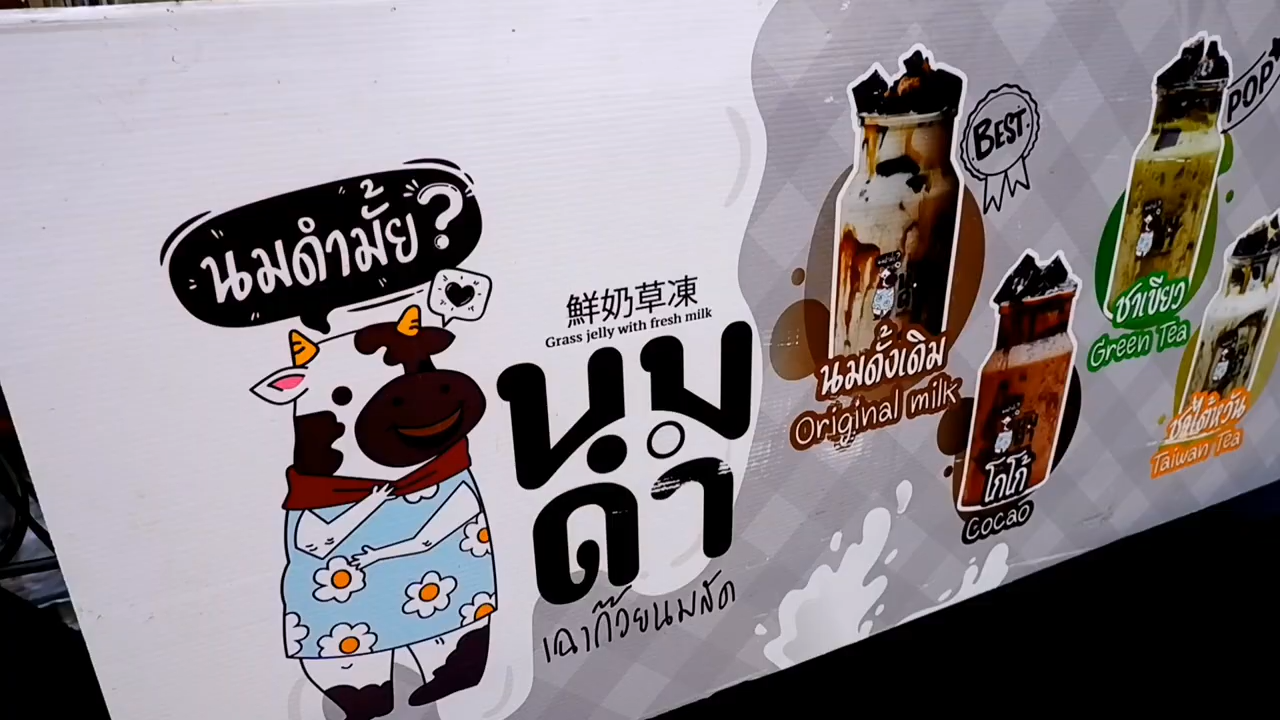 นมดำมั้ย?
鮮奶草凍
Grass jelly with fresh milk
นม
ดำ
เฉาก๊วยนมสด
BEST
นมดั้งเดิม
Original milk
โกโก้
Cocao
POP
ชาเขียว
Green Tea
ชาไต้หวัน
Taiwan Tea